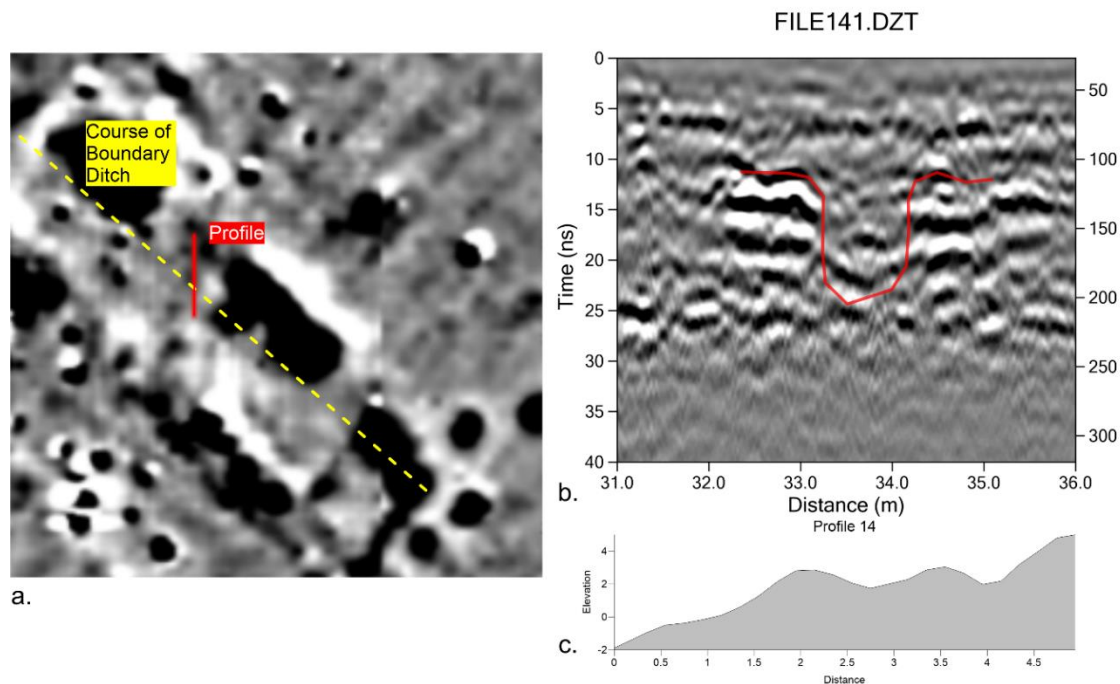 FILE141.DZT
Course of
Boundary
Ditch
Profile
a.
Time (ns)
0
5
10
15
20
25
30
35
40
50
100
150
200
250
300
31.0 32.0 33.0 34.0 35.0 36.0
Distance (m)
b.
Profile 14
Elevation
4
2
0
-2
0 0.5 1 1.5 2 2.5 3 3.5 4 4.5
Distance
c.